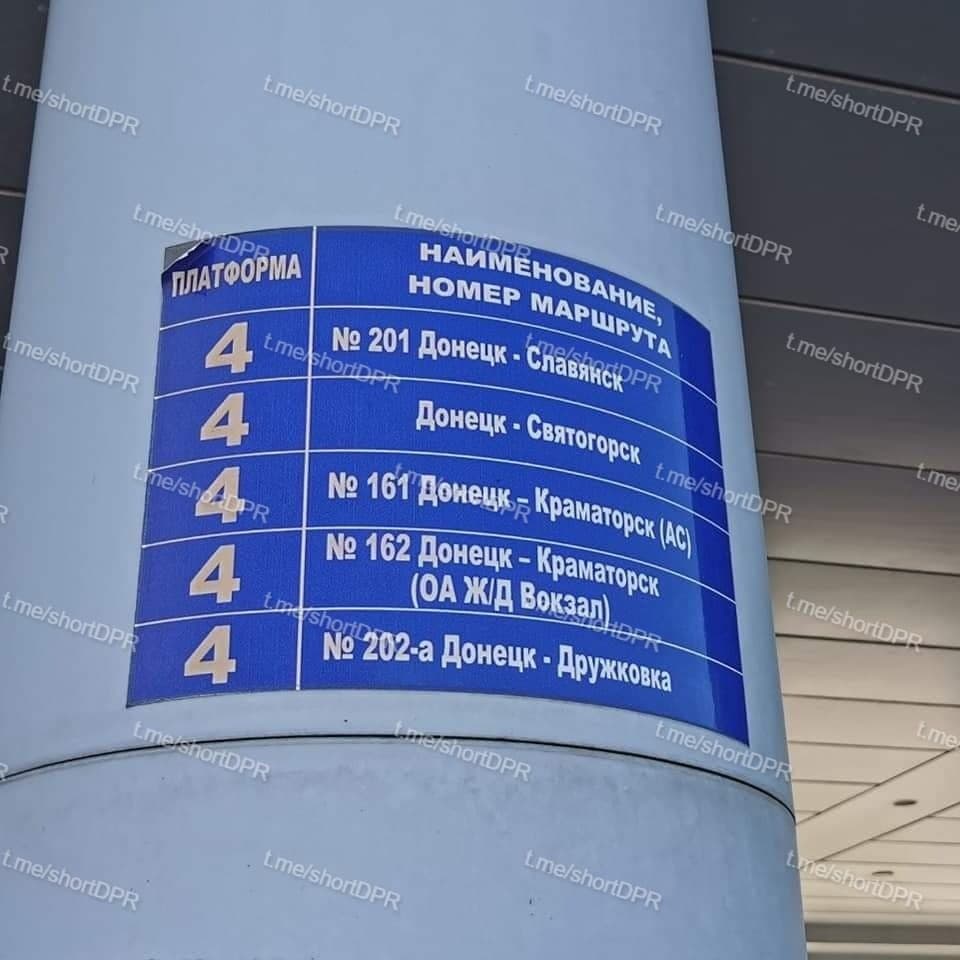 ПЛАТФОРМА
НАИМЕНОВАНИЕ,
НОМЕР МАРШРУТА
4 № 201 Донецк - Славянск
4 Донецк - Святогорск
4 № 161 Донецк – Краматорск (АС)
4 № 162 Донецк – Краматорск
(ОА Ж/Д Вокзал)
4 № 202-а Донецк - Дружковка
t.me/shortDPR